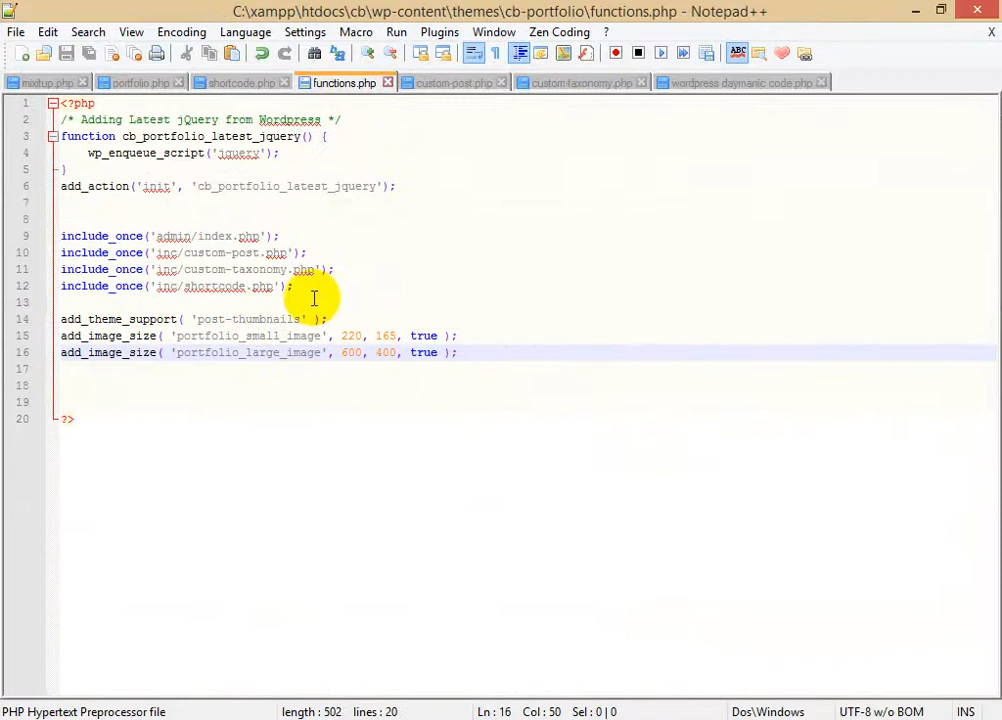 C:\xampp\htdocs\cb\wp-content\themes\cb-portfolio\functions.php - Notepad++
File Edit Search View Encoding Language Settings Macro Run Plugins Window Zen Coding ? X
mixitup.php portfolio.php shortcode.php functions.php custom-post.php custom-taxonomy.php wordpress daymanic code.php
1 <?php
2 /* Adding Latest jQuery from Wordpress */
3 function cb_portfolio_latest_jquery() {
4 wp_enqueue_script('jquery');
5 }
6 add_action('init', 'cb_portfolio_latest_jquery');
7
8
9 include_once('admin/index.php');
10 include_once('inc/custom-post.php');
11 include_once('inc/custom-taxonomy.php');
12 include_once('inc/shortcode.php');
13
14 add_theme_support( 'post-thumbnails' );
15 add_image_size( 'portfolio_small_image', 220, 165, true );
16 add_image_size( 'portfolio_large_image', 600, 400, true );
17
18
19
20 ?>
PHP Hypertext Preprocessor file length : 502 lines : 20 Ln : 16 Col : 50 Sel : 0 | 0 Dos\Windows UTF-8 w/o BOM INS